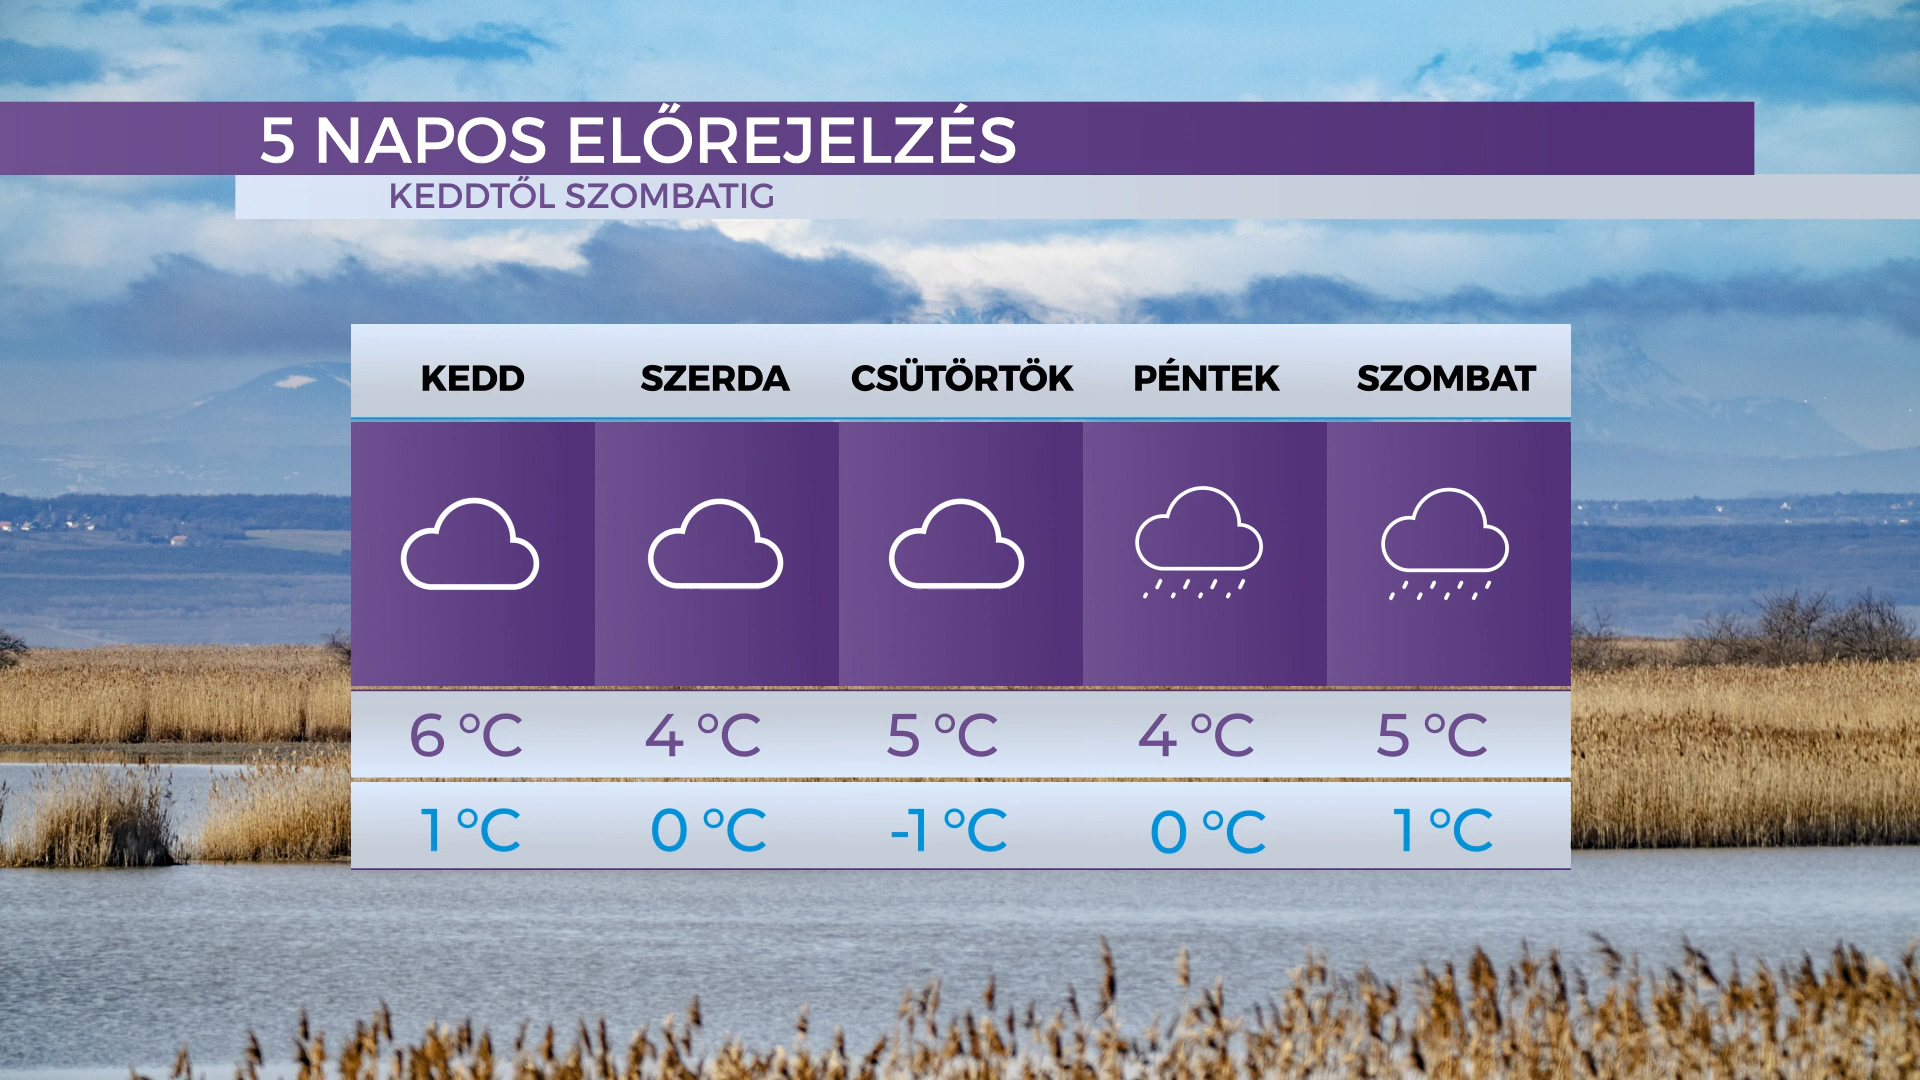 5 NAPOS ELŐREJELZÉS
KEDDTŐL SZOMBATIG
KEDD SZERDA CSÜTÖRTÖK PÉNTEK SZOMBAT
6 °C 4 °C 5 °C 4 °C 5 °C
1 °C 0 °C -1 °C 0 °C 1 °C